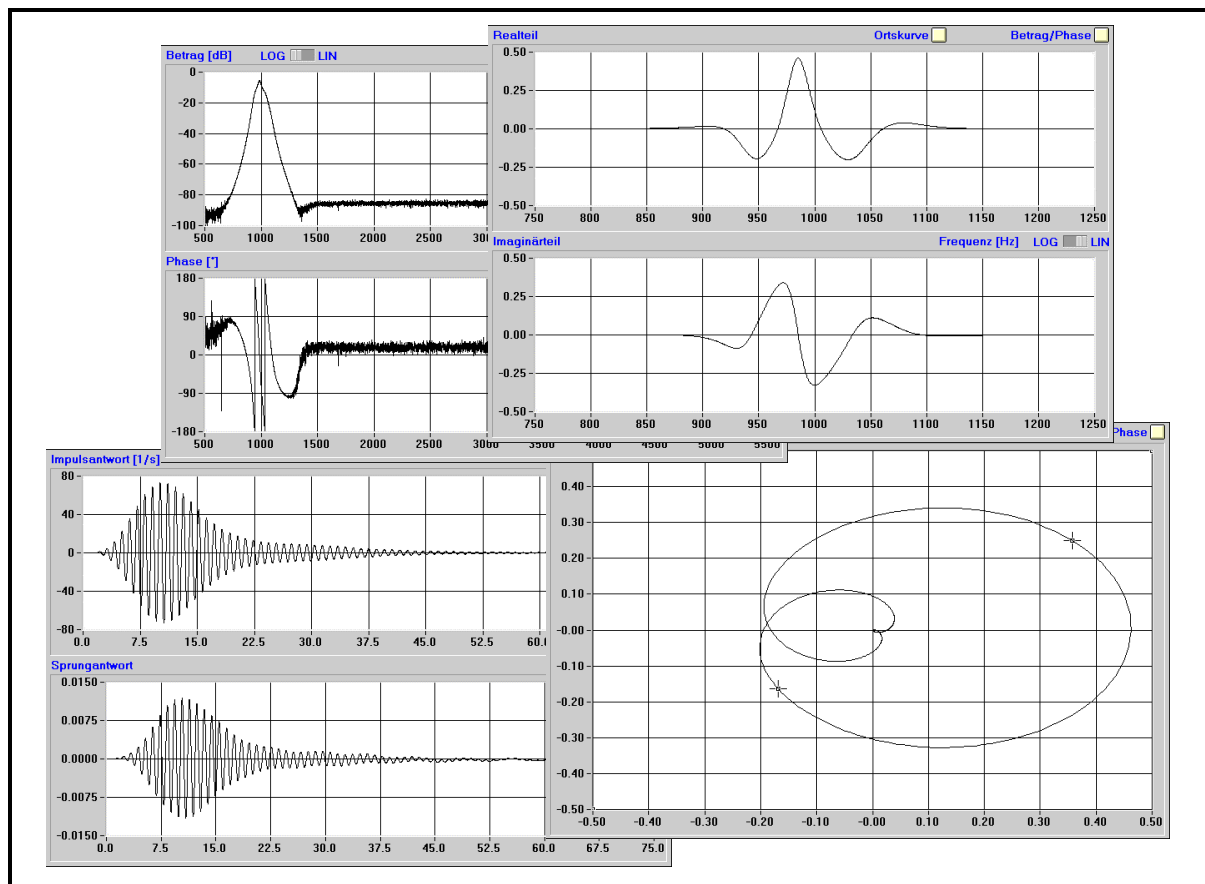 Betrag [dB] LOG LIN
0
-20
-40
-60
-80
-100
500 1000 1500 2000 2500
Phase [°]
180
90
0
-90
-180
500 1000 1500 2000 2500
3500 4000 4500 5000 5500
Realteil Ortskurve Betrag/Phase
0.50
0.25
0.00
-0.25
-0.50
750 800 850 900 950 1000 1050 1100 1150 1200 1250
Imaginärteil Frequenz [Hz] LOG LIN
0.50
0.25
0.00
-0.25
-0.50
750 800 850 900 950 1000 1050 1100 1150 1200 1250
Impulsantwort [1/s]
80
40
0
-40
-80
0.0 7.5 15.0 22.5 30.0 37.5 45.0 52.5 60.
Sprungantwort
0.0150
0.0075
0.0000
-0.0075
-0.0150
0.0 7.5 15.0 22.5 30.0 37.5 45.0 52.5 60.0 67.5 75.0
Phase
0.40
0.30
0.20
0.10
-0.00
-0.10
-0.20
-0.30
-0.40
-0.50
-0.50 -0.40 -0.30 -0.20 -0.10 -0.00 0.10 0.20 0.30 0.40 0.50